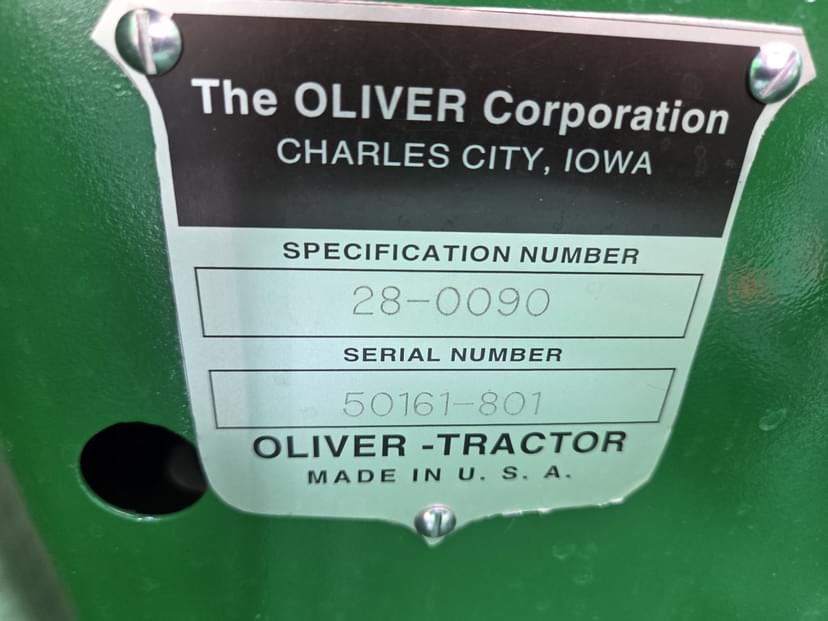 The OLIVER Corporation
CHARLES CITY, IOWA
SPECIFICATION NUMBER
28-0090
SERIAL NUMBER
50161-801
OLIVER -TRACTOR
MADE IN U. S. A.